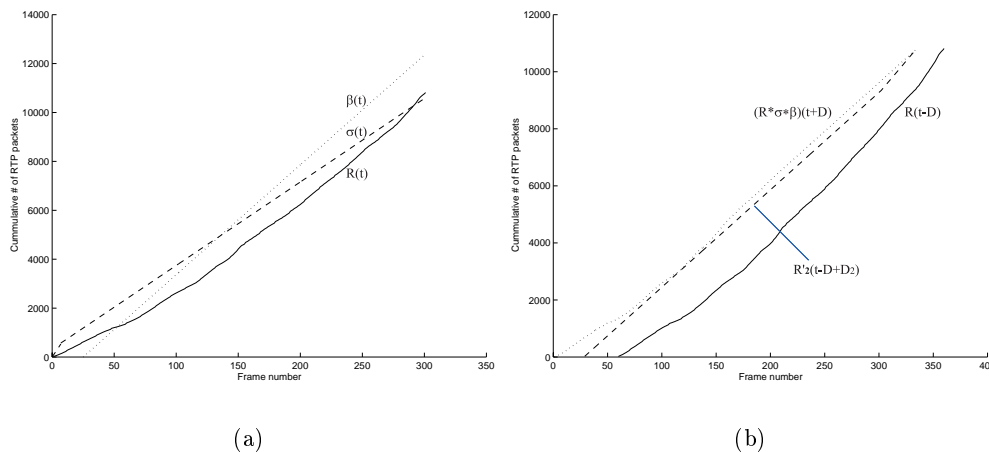 14000
12000
10000
8000
6000
4000
2000
0
Cummulative # of RTP packets
β(t)
σ(t)
R(t)
0 50 100 150 200 250 300 350
Frame number
(a)
12000
10000
8000
6000
4000
2000
0
Cummulative # of RTP packets
(R*σ*β)(t+D)
R(t-D)
R'2(t-D+D2)
0 50 100 150 200 250 300 350 400
Frame number
(b)